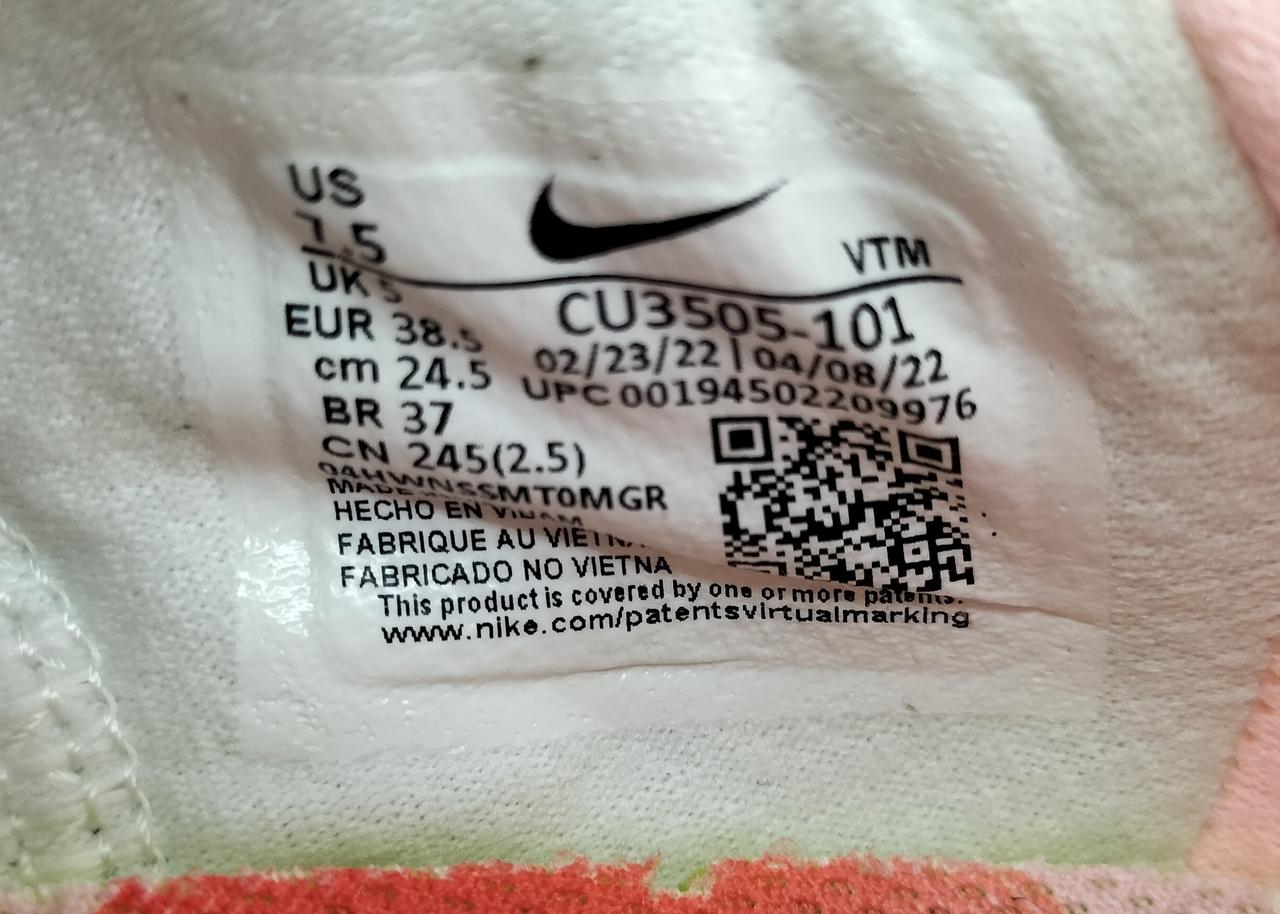 US
7.5
VTM
UK 5
CU3505-101
EUR 38.5
02/23/22 | 04/08/22
cm 24.5
UPC 00194502209976
BR 37
CN 245(2.5)
MADE
HECHO EN
FABRIQUE AU
FABRICADO NO VIETNA
This product is covered by one or more patents.
www.nike.com/patentsvirtualmarking